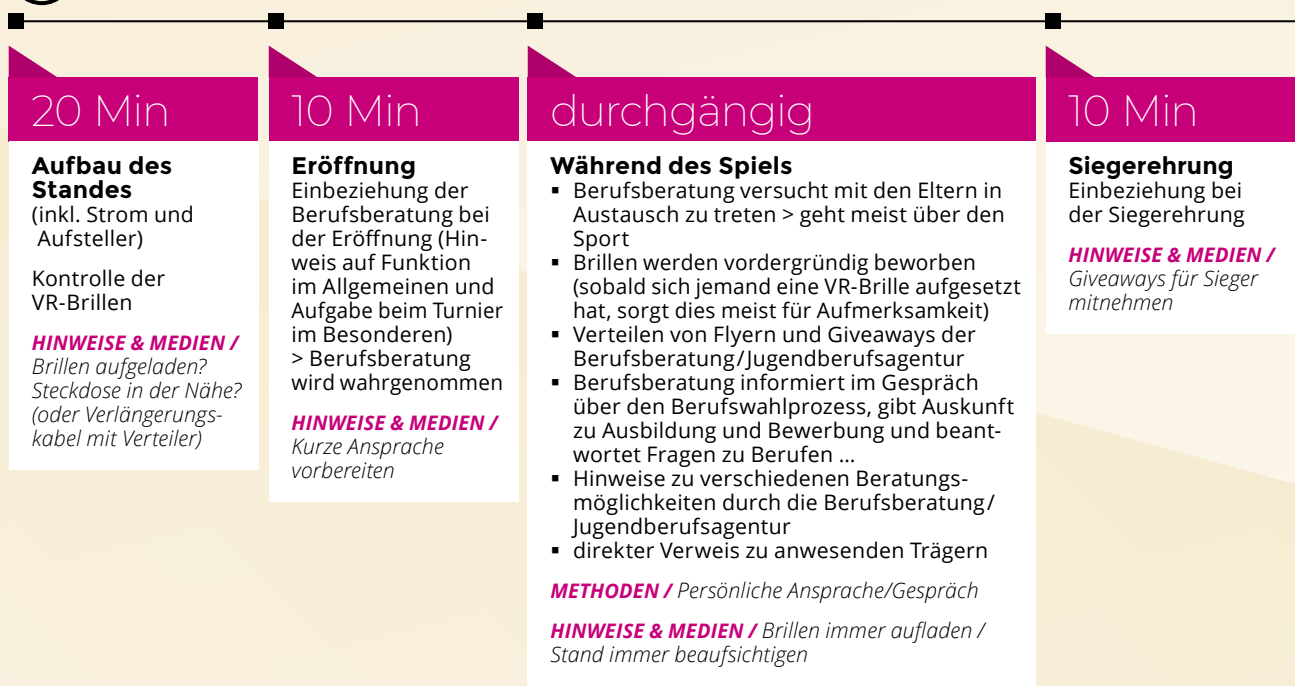 20 Min
Aufbau des
Standes
(inkl. Strom und
Aufsteller)
Kontrolle der
VR-Brillen
HINWEISE & MEDIEN /
Brillen aufgeladen?
Steckdose in der Nähe?
(oder Verlängerungs-
kabel mit Verteiler)
10 Min
Eröffnung
Einbeziehung der
Berufsberatung bei
der Eröffnung (Hin-
weis auf Funktion
im Allgemeinen und
Aufgabe beim Turnier
im Besonderen)
> Berufsberatung
wird wahrgenommen
HINWEISE & MEDIEN /
Kurze Ansprache
vorbereiten
durchgängig
Während des Spiels
▪ Berufsberatung versucht mit den Eltern in
Austausch zu treten > geht meist über den
Sport
▪ Brillen werden vordergründig beworben
(sobald sich jemand eine VR-Brille aufgesetzt
hat, sorgt dies meist für Aufmerksamkeit)
▪ Verteilen von Flyern und Giveaways der
Berufsberatung/Jugendberufsagentur
▪ Berufsberatung informiert im Gespräch
über den Berufswahlprozess, gibt Auskunft
zu Ausbildung und Bewerbung und beant-
wortet Fragen zu Berufen ...
▪ Hinweise zu verschiedenen Beratungs-
möglichkeiten durch die Berufsberatung/
Jugendberufsagentur
▪ direkter Verweis zu anwesenden Trägern
METHODEN / Persönliche Ansprache/Gespräch
HINWEISE & MEDIEN / Brillen immer aufladen /
Stand immer beaufsichtigen
10 Min
Siegerehrung
Einbeziehung bei
der Siegerehrung
HINWEISE & MEDIEN /
Giveaways für Sieger
mitnehmen